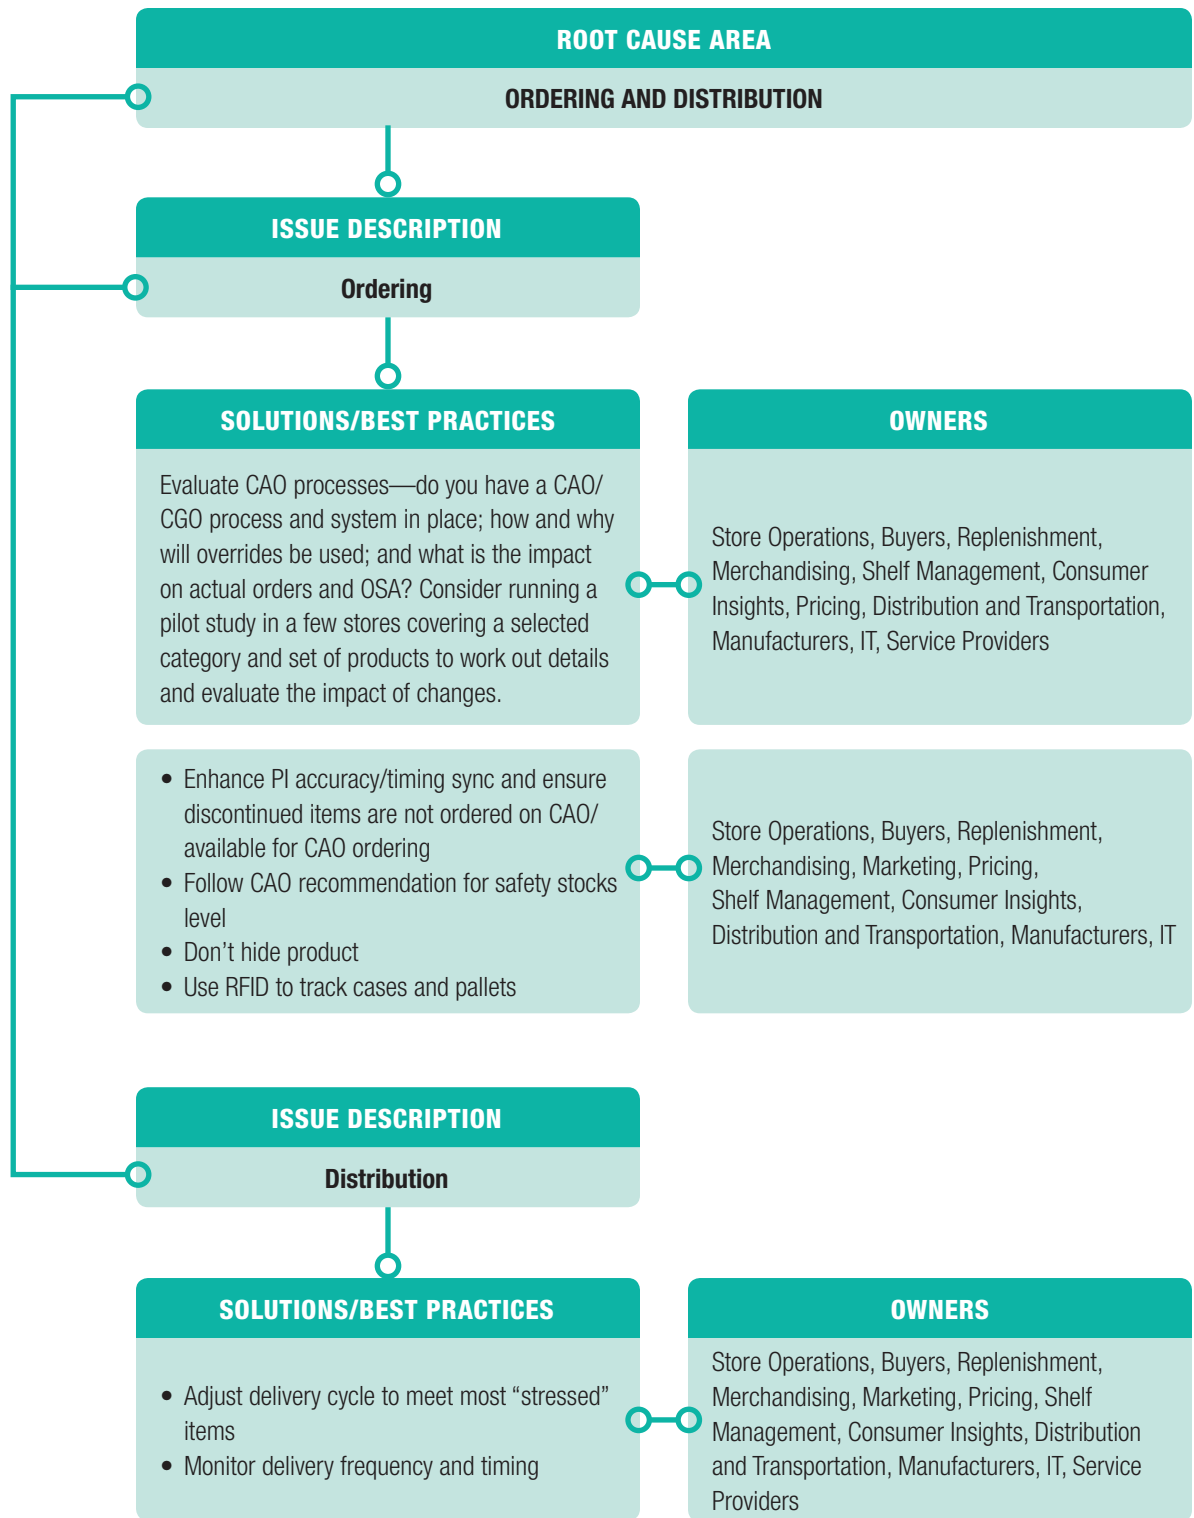 ROOT CAUSE AREA
ORDERING AND DISTRIBUTION
ISSUE DESCRIPTION
Ordering
SOLUTIONS/BEST PRACTICES
Evaluate CAO processes—do you have a CAO/
CGO process and system in place; how and why
will overrides be used; and what is the impact
on actual orders and OSA? Consider running a
pilot study in a few stores covering a selected
category and set of products to work out details
and evaluate the impact of changes.
OWNERS
Store Operations, Buyers, Replenishment,
Merchandising, Shelf Management, Consumer
Insights, Pricing, Distribution and Transportation,
Manufacturers, IT, Service Providers
• Enhance PI accuracy/timing sync and ensure
discontinued items are not ordered on CAO/
available for CAO ordering
• Follow CAO recommendation for safety stocks
level
• Don’t hide product
• Use RFID to track cases and pallets
Store Operations, Buyers, Replenishment,
Merchandising, Marketing, Pricing,
Shelf Management, Consumer Insights,
Distribution and Transportation, Manufacturers, IT
ISSUE DESCRIPTION
Distribution
SOLUTIONS/BEST PRACTICES
• Adjust delivery cycle to meet most “stressed”
items
• Monitor delivery frequency and timing
OWNERS
Store Operations, Buyers, Replenishment,
Merchandising, Marketing, Pricing, Shelf
Management, Consumer Insights, Distribution
and Transportation, Manufacturers, IT, Service
Providers